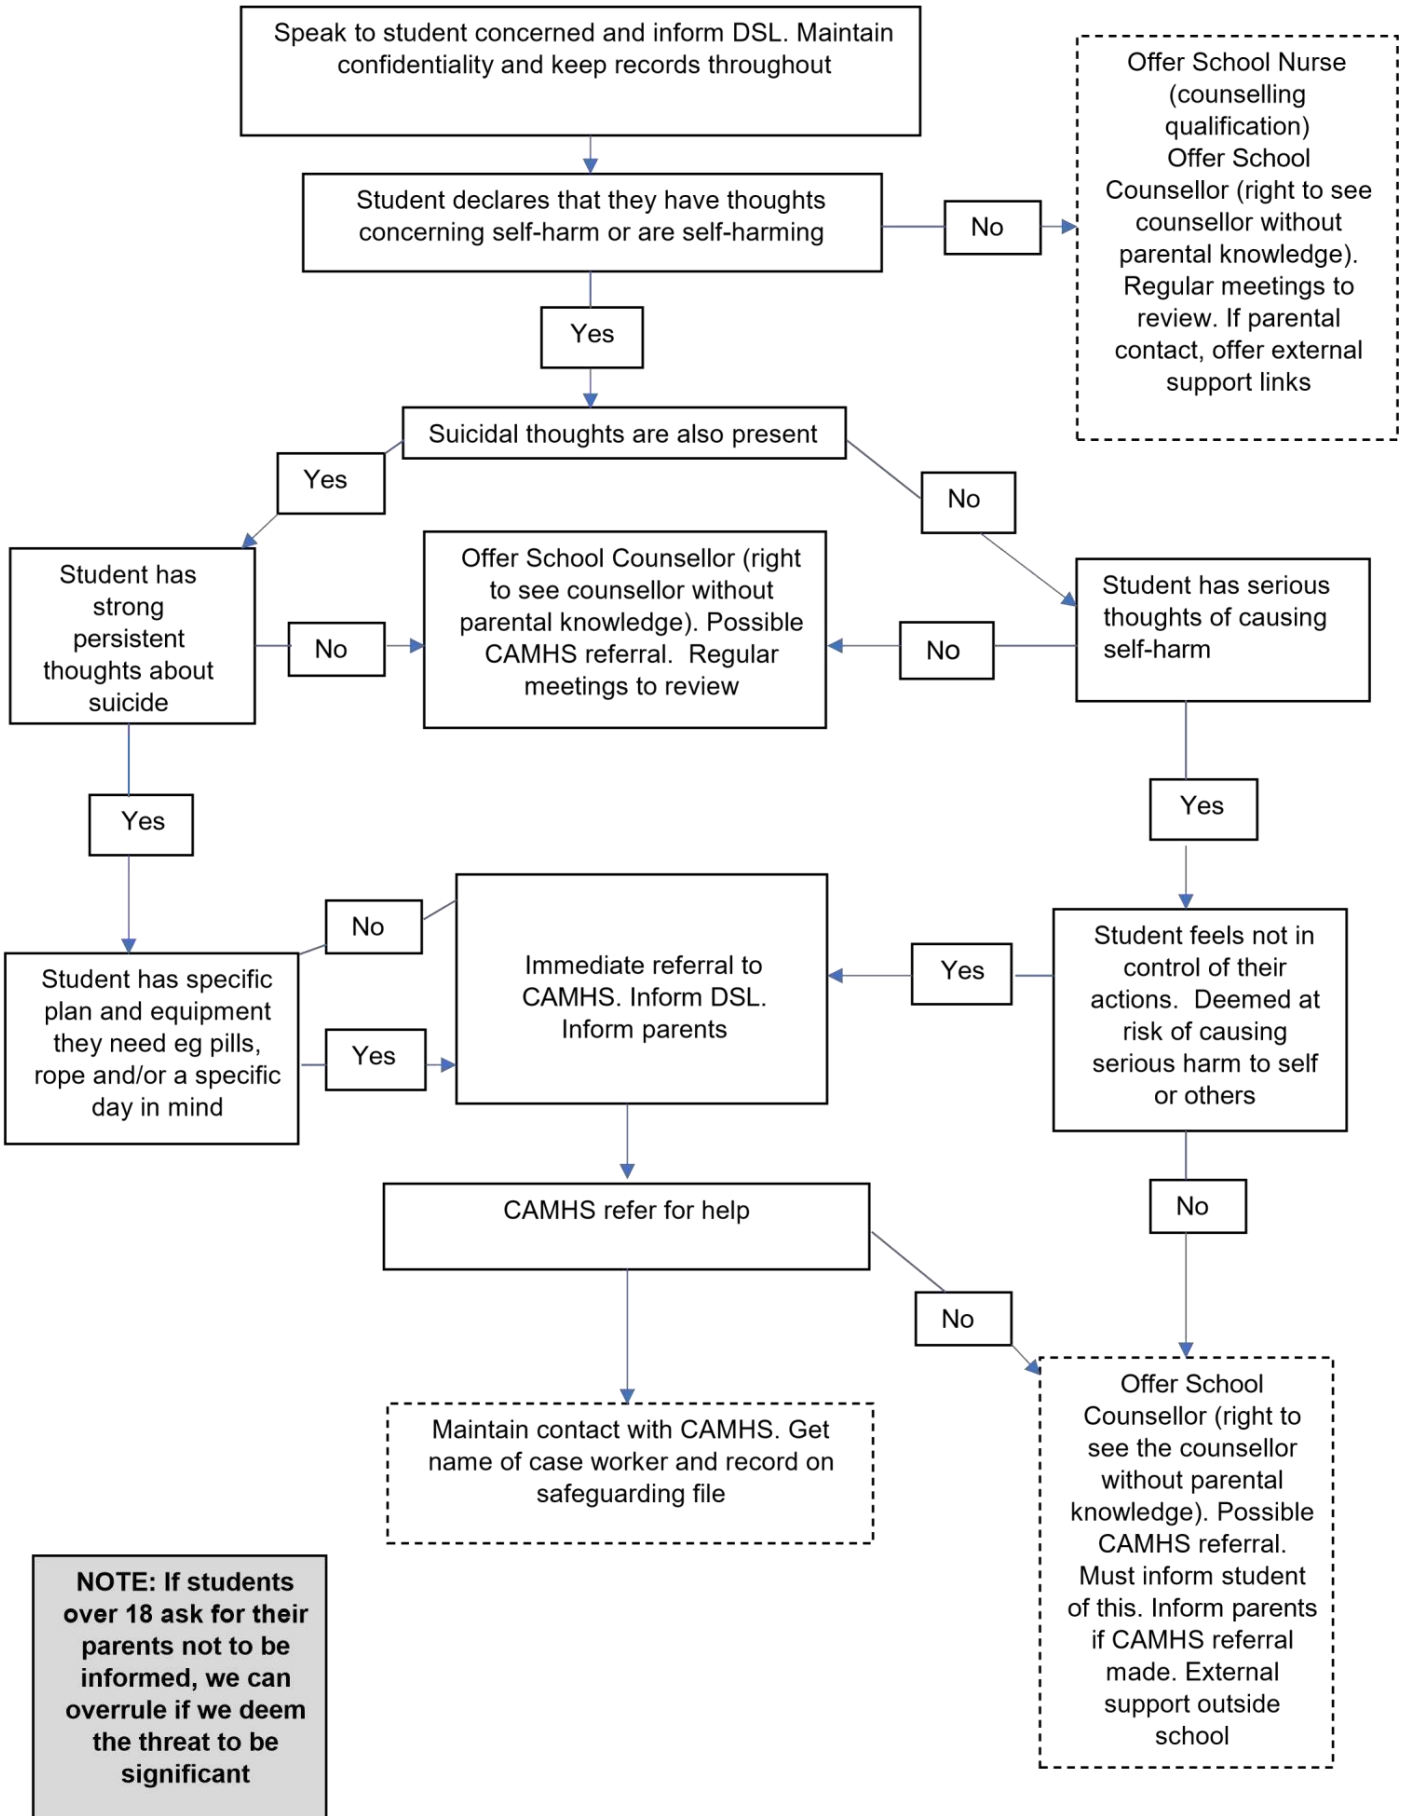 Speak to student concerned and inform DSL. Maintain
confidentiality and keep records throughout
Offer School Nurse
(counselling
qualification)
Offer School
Counsellor (right to see
counsellor without
parental knowledge).
Regular meetings to
review. If parental
contact, offer external
support links
Student declares that they have thoughts
concerning self-harm or are self-harming
No
Yes
Suicidal thoughts are also present
Yes
No
Student has
strong
persistent
thoughts about
suicide
No
Offer School Counsellor (right
to see counsellor without
parental knowledge). Possible
CAMHS referral.  Regular
meetings to review
No
Student has serious
thoughts of causing
self-harm
Yes
Yes
Student has specific
plan and equipment
they need eg pills,
rope and/or a specific
day in mind
No
Yes
Immediate referral to
CAMHS. Inform DSL.
Inform parents
Yes
Student feels not in
control of their
actions.  Deemed at
risk of causing
serious harm to self
or others
CAMHS refer for help
No
No
Maintain contact with CAMHS. Get
name of case worker and record on
safeguarding file
Offer School
Counsellor (right to
see the counsellor
without parental
knowledge). Possible
CAMHS referral.
Must inform student
of this. Inform parents
if CAMHS referral
made. External
support outside
school
NOTE: If students
over 18 ask for their
parents not to be
informed, we can
overrule if we deem
the threat to be
significant